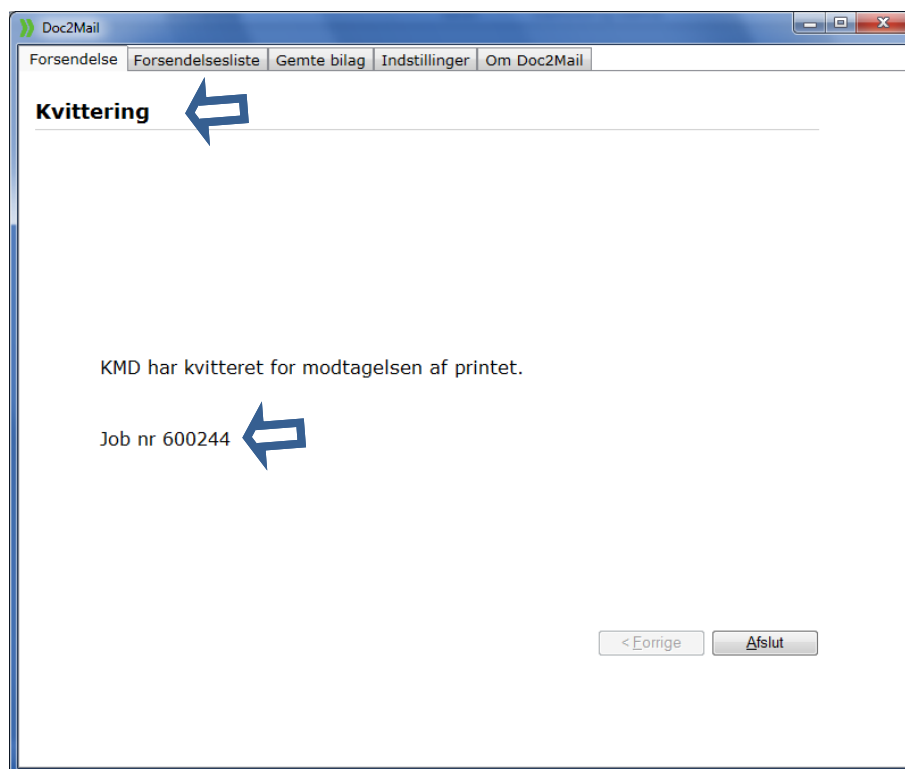 Doc2Mail
Forsendelse Forsendelsesliste Gemte bilag Indstillinger Om Doc2Mail
Kvittering
KMD har kvitteret for modtagelsen af printet.
Job nr 600244
< Forrige Afslut